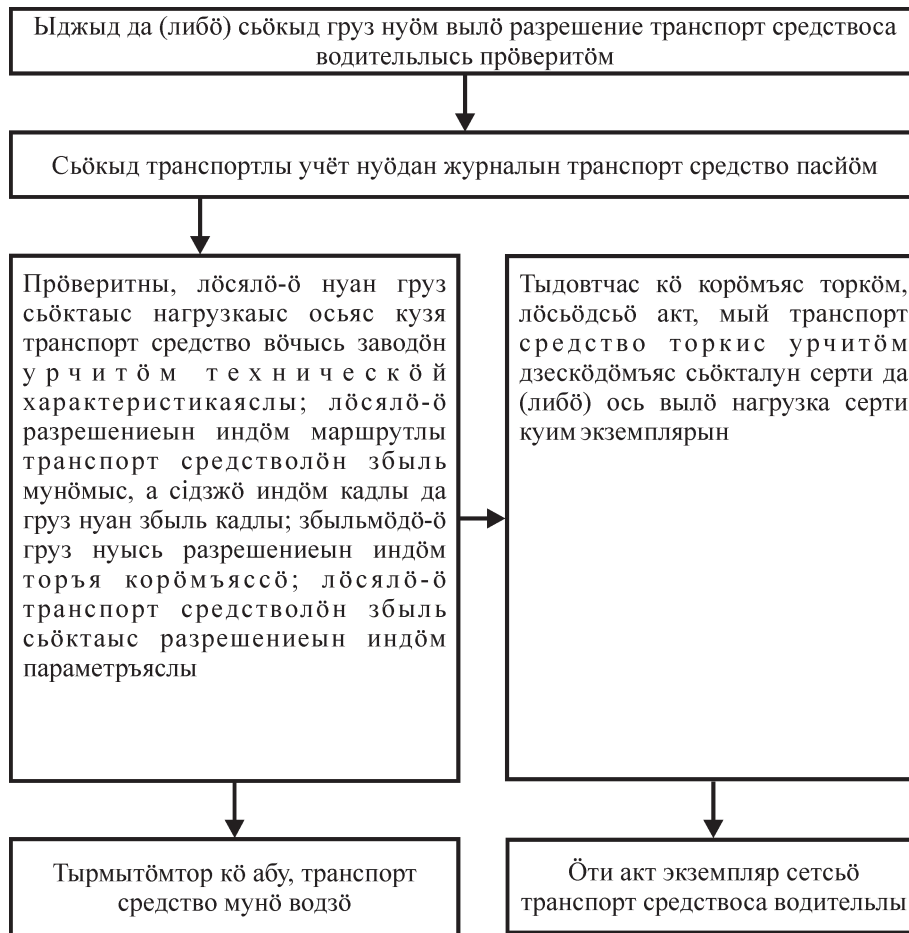 Ыджыд да (либӧ) сьӧкыд груз нуӧм вылӧ разрешение транспорт средствоса
водительлысь прӧверитӧм
Сьӧкыд транспортлы учёт нуӧдан журналын транспорт средство пасйӧм
Прӧверитны, лӧсялӧ-ӧ нуан груз
сьӧктаыс нагрузкаыс осьяс кузя
транспорт средство вӧчысь заводӧн
урчитӧм техническӧй
характеристикаяслы; лӧсялӧ-ӧ
разрешениеын индӧм маршрутлы
транспорт средстволӧн збыль
мунӧмыс, а сідзжӧ индӧм кадлы да
груз нуан збыль кадлы; збыльмӧдӧ-ӧ
груз нуысь разрешениеын индӧм
торъя корӧмъяссӧ; лӧсялӧ-ӧ
транспорт средстволӧн збыль
сьӧктаыс разрешениеын индӧм
параметръяслы
Тыдовтчас кӧ корӧмъяс торкӧм,
лӧсьӧдсьӧ акт, мый транспорт
средство торкис урчитӧм
дзескӧдӧмъяс сьӧкталун серти да
(либӧ) ось вылӧ нагрузка серти
куим экземплярын
Тырмытӧмтор кӧ абу, транспорт
средство мунӧ водзӧ
Ӧти акт экземпляр сетсьӧ
транспорт средствоса водительлы